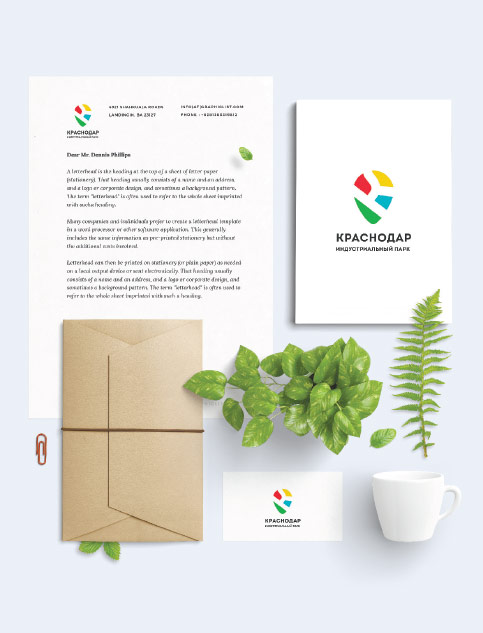 КРАСНОДАР
ИНДУСТРИАЛЬНЫЙ ПАРК
LANDING IN, BA 23127
Dear Mr. Dennis Phillips
A letterhead is the heading at the top of a sheet of letter paper
(stationery). That heading usually consists of a name and an address,
and a logo or corporate design, and sometimes a background pattern.
The term "letterhead" is often used to refer to the whole sheet imprinted
with such a heading.
Many companies and individuals prefer to create a letterhead template
in a word processor or other software application. This generally
includes the same information as pre-printed stationery but without
the additional costs involved.
Letterhead can then be printed on stationery (or plain paper) as needed
on a local output device or sent electronically. That heading usually
consists of a name and an address, and a logo or corporate design, and
sometimes a background pattern. The term "letterhead" is often used to
refer to the whole sheet imprinted with such a heading.
КРАСНОДАР
ИНДУСТРИАЛЬНЫЙ ПАРК
КРАСНОДАР
ИНДУСТРИАЛЬНЫЙ ПАРК